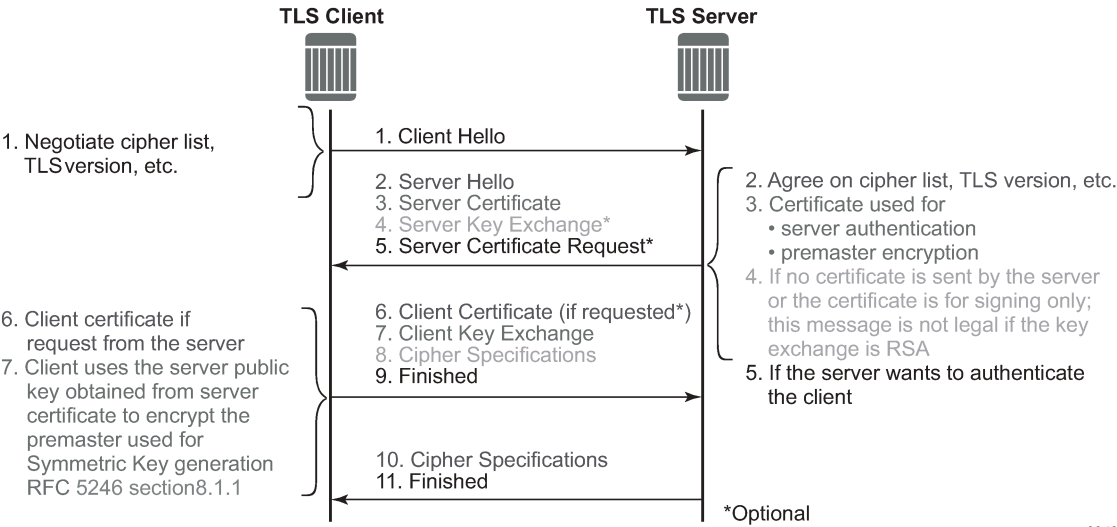 TLS Client
TLS Server
1. Negotiate cipher list,
TLS version, etc.
1. Client Hello
2. Server Hello
3. Server Certificate
4. Server Key Exchange*
5. Server Certificate Request*
2. Agree on cipher list, TLS version, etc.
3. Certificate used for
• server authentication
• premaster encryption
4. If no certificate is sent by the server
or the certificate is for signing only;
this message is not legal if the key
exchange is RSA
5. If the server wants to authenticate
the client
6. Client certificate if
request from the server
7. Client uses the server public
key obtained from server
certificate to encrypt the
premaster used for
Symmetric Key generation
RFC 5246 section8.1.1
6. Client Certificate (if requested*)
7. Client Key Exchange
8. Cipher Specifications
9. Finished
10. Cipher Specifications
11. Finished
*Optional